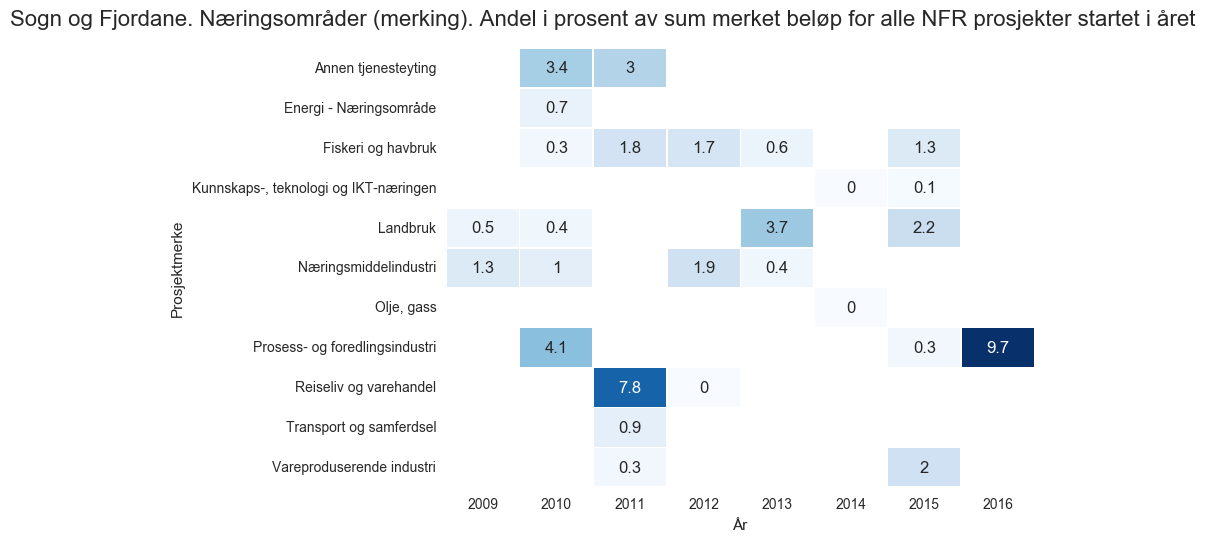 Sogn og Fjordane. Næringsområder (merking). Andel i prosent av sum merket beløp for alle NFR prosjekter startet i året
Prosjektmerke
Annen tjenesteyting 3.4 3
Energi - Næringsområde 0.7
Fiskeri og havbruk 0.3 1.8 1.7 0.6 1.3
Kunnskaps-, teknologi og IKT-næringen 0 0.1
Landbruk 0.5 0.4 3.7 2.2
Næringsmiddelindustri 1.3 1 1.9 0.4
Olje, gass 0
Prosess- og foredlingsindustri 4.1 0.3 9.7
Reiseliv og varehandel 7.8 0
Transport og samferdsel 0.9
Vareproduserende industri 0.3 2
2009 2010 2011 2012 2013 2014 2015 2016
År